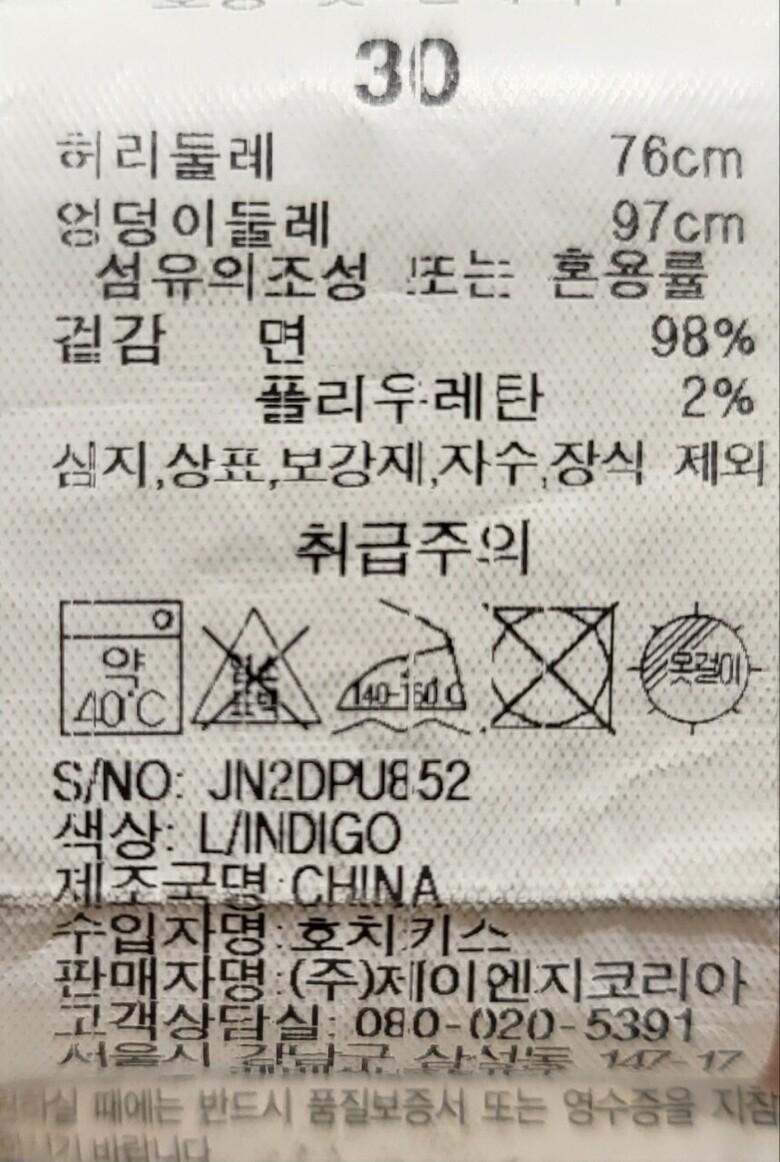 30
허리둘레 76cm
엉덩이둘레 97cm
섬유의조성 또는 혼용률
겉감 면 98%
폴리우레탄 2%
심지,상표,보강재,자수,장식 제외
취급주의
약 40℃
140-160℃
옷걸이
S/NO: JN2DPU852
색상: L/INDIGO
제조국명:CHINA
수입자명:호치키스
판매자명:(주)제이엔지코리아
고객상담실: 080-020-5391
서울시 강남구 삼성동 147-17
때에는 반드시 품질보증서 또는 영수증을 지참
바랍니다